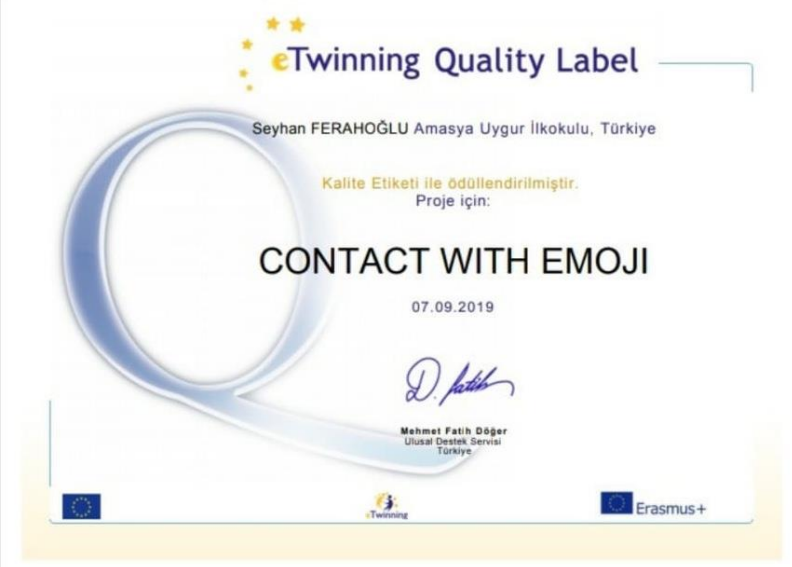 eTwinning Quality Label
Seyhan FERAHOĞLU Amasya Uygur İlkokulu, Türkiye
Kalite Etiketi ile ödüllendirilmiştir.
Proje için:
CONTACT WITH EMOJI
07.09.2019
D. fatih
Mehmet Fatih Döğer
Ulusal Destek Servisi
Türkiye
eTwinning
Erasmus+